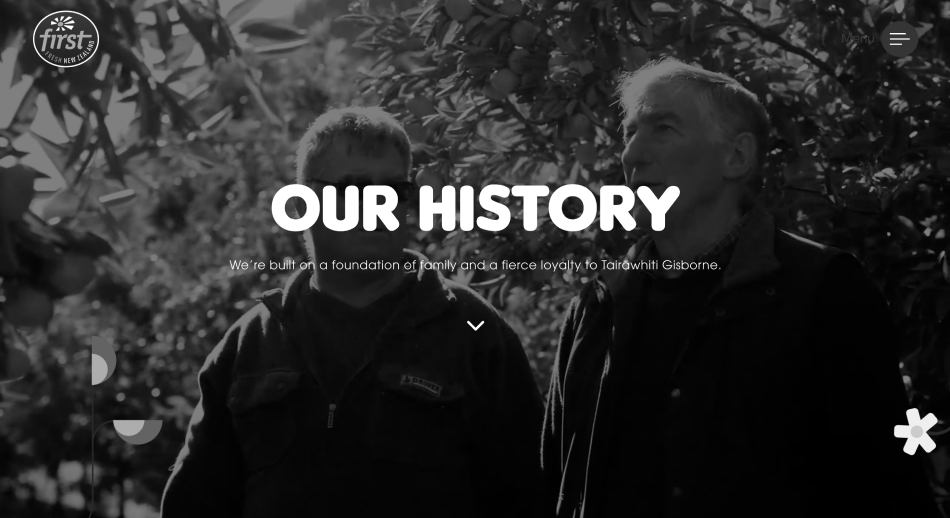 first
FRESH NEW ZEALAND
Menu
OUR HISTORY
We're built on a foundation of family and a fierce loyalty to Tairāwhiti Gisborne.